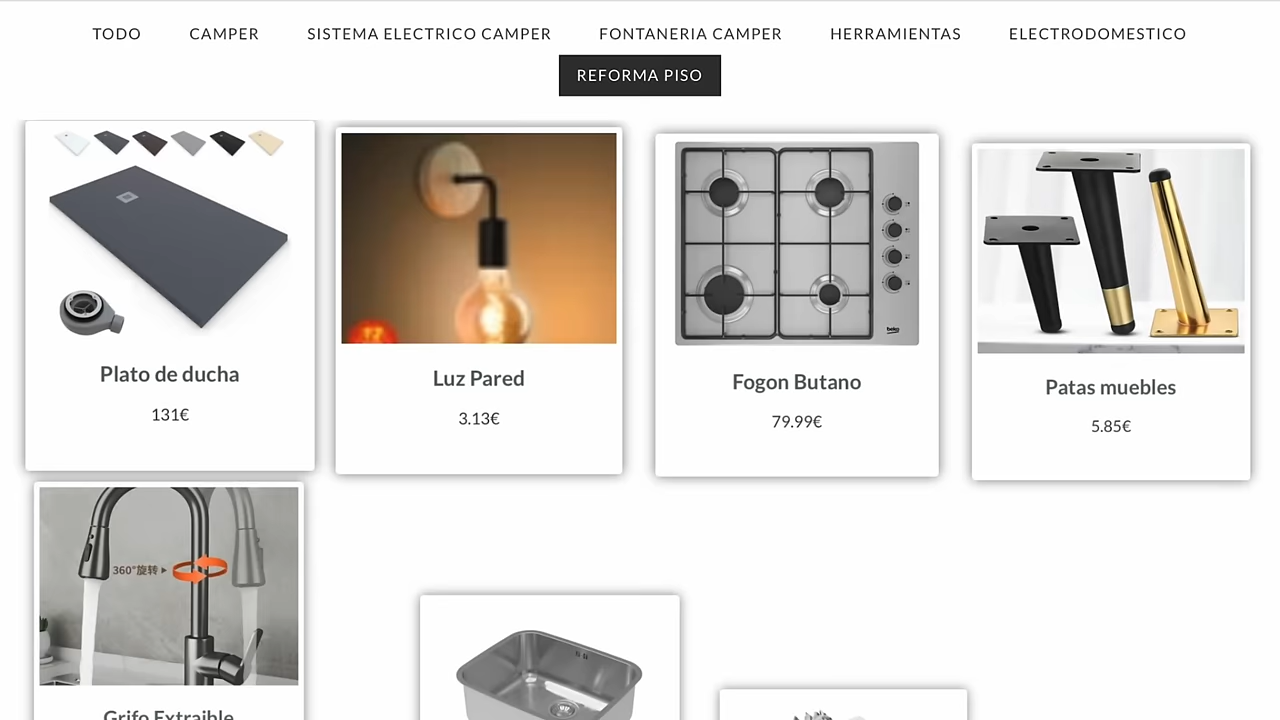 TODO
CAMPER
SISTEMA ELECTRICO CAMPER
FONTANERIA CAMPER
HERRAMIENTAS
ELECTRODOMESTICO
REFORMA PISO
beko
Plato de ducha
131€
Luz Pared
3.13€
Fogon Butano
79.99€
Patas muebles
5.85€
360°旋转
Grifo Extraible